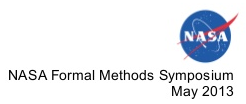 NASA
NASA Formal Methods Symposium
May 2013